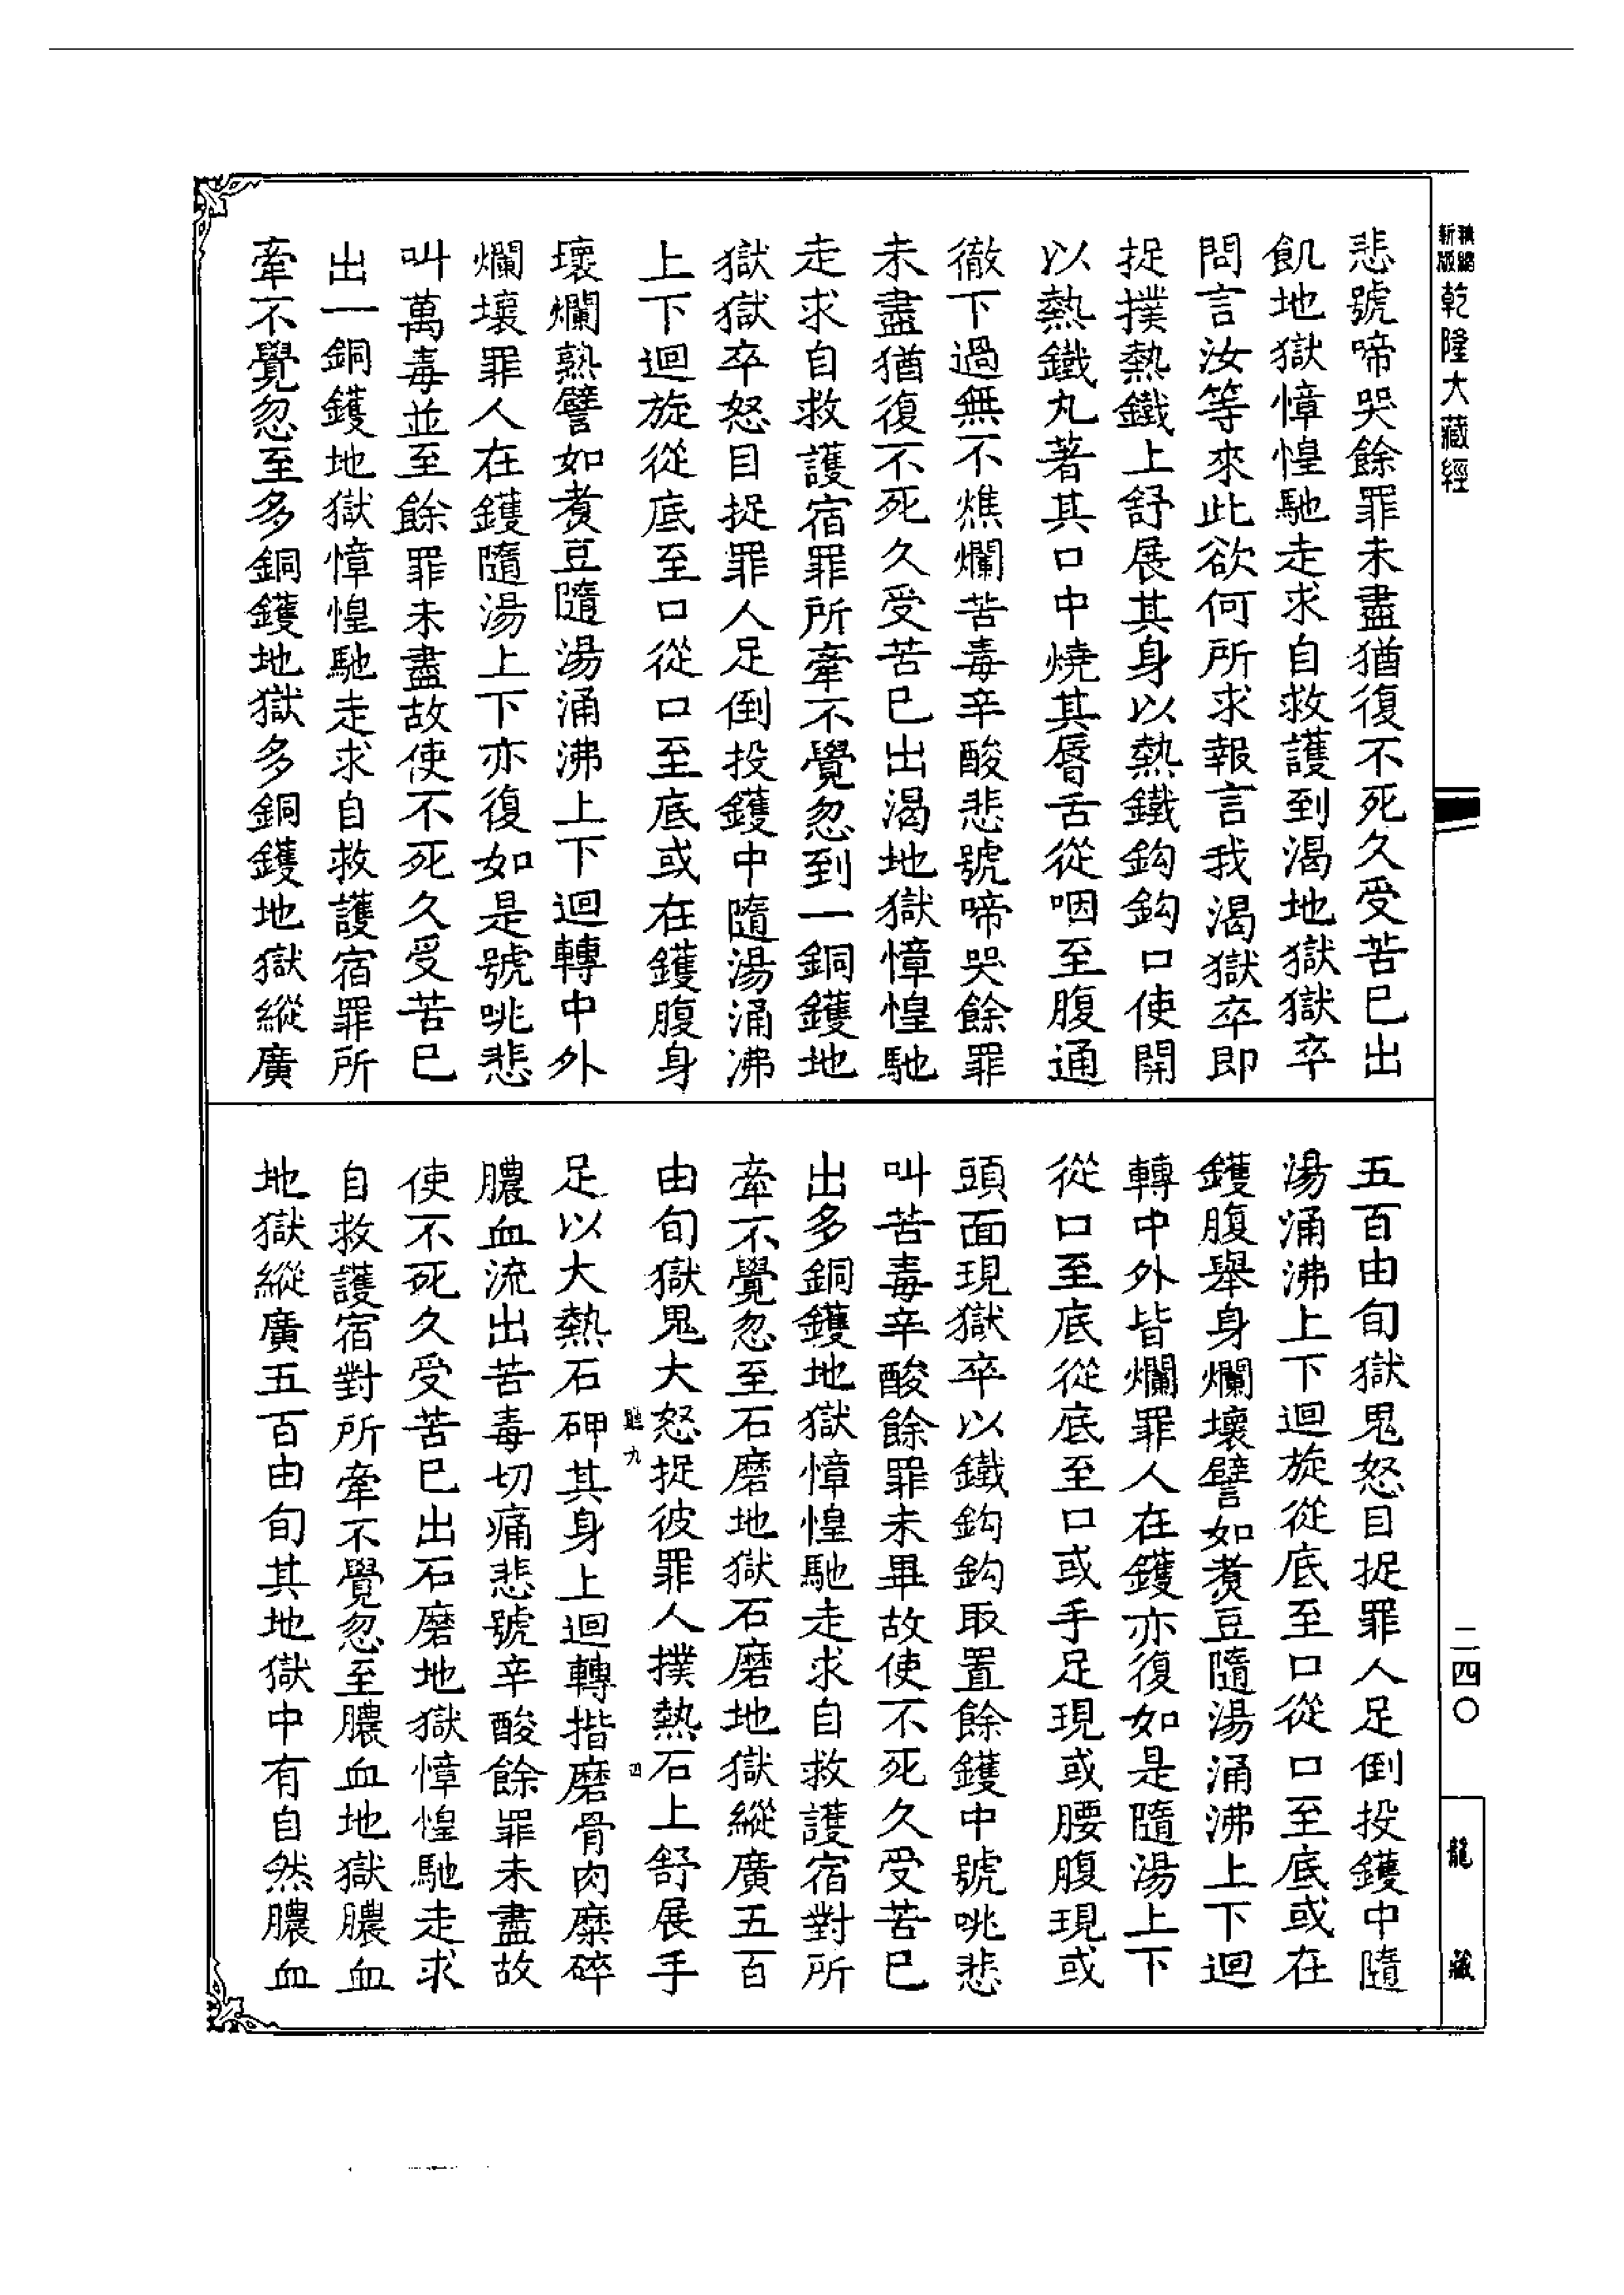 新版
精縮
乾隆大藏經
悲號啼哭餘罪未盡猶復不死久受苦已出
飢地獄慞惶馳走求自救護到渴地獄獄卒
問言汝等來此欲何所求報言我渴獄卒即
捉撲熱鐵上舒展其身以熱鐵鈎鈎口使開
以熱鐵丸著其口中燒其脣舌從咽至腹通
徹下過無不燋爛苦毒辛酸悲號啼哭餘罪
未盡猶復不死久受苦已出渴地獄慞惶馳
走求自救護宿罪所牽不覺忽到一銅鑊地
獄獄卒怒目捉罪人足倒投鑊中隨湯涌沸
上下迴旋從底至口從口至底或在鑊腹身
壞爛熟譬如煑豆隨湯涌沸上下迴轉中外
爛壞罪人在鑊隨湯上下亦復如是號咷悲
叫萬毒並至餘罪未盡故使不死久受苦已
出一銅鑊地獄慞惶馳走求自救護宿罪所
牽不覺忽至多銅鑊地獄多銅鑊地獄縱廣
五百由旬獄鬼怒目捉罪人足倒投鑊中隨
湯涌沸上下迴旋從底至口從口至底或在
鑊腹舉身爛壞譬如煑豆隨湯涌沸上下迴
轉中外皆爛罪人在鑊亦復如是隨湯上下
從口至底從底至口或手足現或腰腹現或
頭面現獄卒以鐵鈎鈎取置餘鑊中號咷悲
叫苦毒辛酸餘罪未畢故使不死久受苦已
出多銅鑊地獄慞惶馳走求自救護宿對所
牽不覺忽至石磨地獄石磨地獄縱廣五百
由旬獄鬼大怒捉彼罪人撲熱石上舒展手
聽九 四
足以大熱石砷其身上迴轉揩磨骨肉糜碎
膿血流出苦毒切痛悲號辛酸餘罪未盡故
使不死久受苦已出石磨地獄慞惶馳走求
自救護宿對所牽不覺忽至膿血地獄膿血
地獄縱廣五百由旬其地獄中有自然膿血
二四〇
龍藏